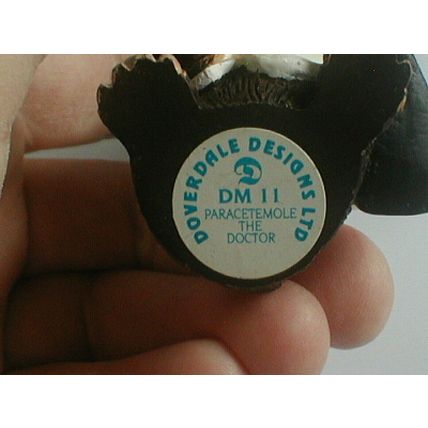 DOVERDALE DESIGNS LTD
D
DM 11
PARACETEMOLE
THE
DOCTOR